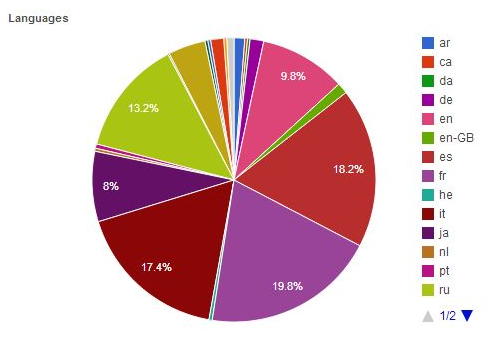 Languages
9.8%
18.2%
19.8%
17.4%
8%
13.2%
ar
ca
da
de
en
en-GB
es
fr
he
it
ja
nl
pt
ru
1/2